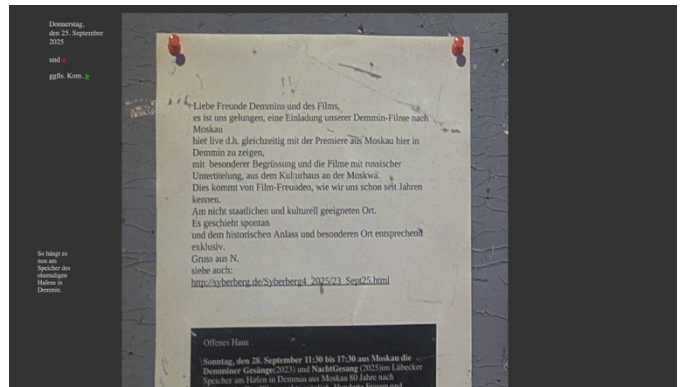 Donnerstag,
den 25. September
2025
und >
ggfls. Kom. >
Liebe Freunde Demmins und des Films,
es ist uns gelungen, eine Einladung unserer Demmin-Filme nach
Moskau
hier live d.h. gleichzeitig mit der Premiere aus Moskau hier in
Demmin zu zeigen,
mit besonderer Begrüssung und die Filme mit russischer
Untertitelung, aus dem Kulturhaus an der Moskwa.
Dies kommt von Film-Freunden, wie wir uns schon seit Jahren
kennen.
Am nicht staatlichen und kulturell geeigneten Ort.
Es geschieht spontan
und dem historischen Anlass und besonderen Ort entsprechend
exklusiv.
Gruss aus N.
siehe auch:
http://syberberg.de/Syberberg4_2025/23_Sept25.html
So hängt es
nun am
Speicher des
ehemaligen
Hafens in
Demmin.
Offenes Haus
Sonntag, den 28. September 11:30 bis 17:30 aus Moskau die
Demminer Gesänge(2023) und NachtGesang (2025)im Lübecker
Speicher am Hafen in Demmin aus Moskau 80 Jahre nach